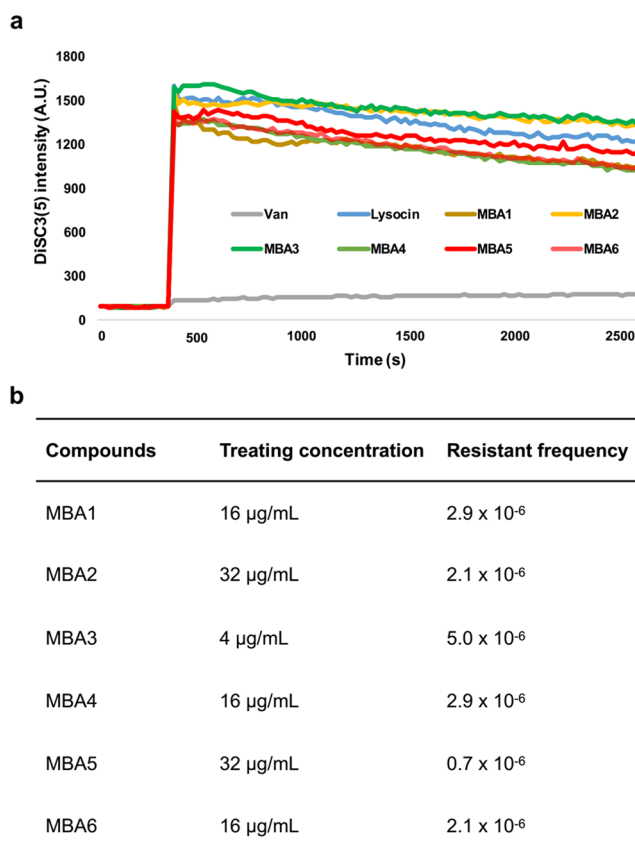 a
1800
1500
1200
900
600
300
0
DiSC3(5) intensity (A.U.)
Van Lysocin MBA1 MBA2
MBA3 MBA4 MBA5 MBA6
0 500 1000 1500 2000 2500
Time (s)
b
Compounds Treating concentration Resistant frequency
MBA1 16 µg/mL 2.9 x 10⁻⁶
MBA2 32 µg/mL 2.1 x 10⁻⁶
MBA3 4 µg/mL 5.0 x 10⁻⁶
MBA4 16 µg/mL 2.9 x 10⁻⁶
MBA5 32 µg/mL 0.7 x 10⁻⁶
MBA6 16 µg/mL 2.1 x 10⁻⁶